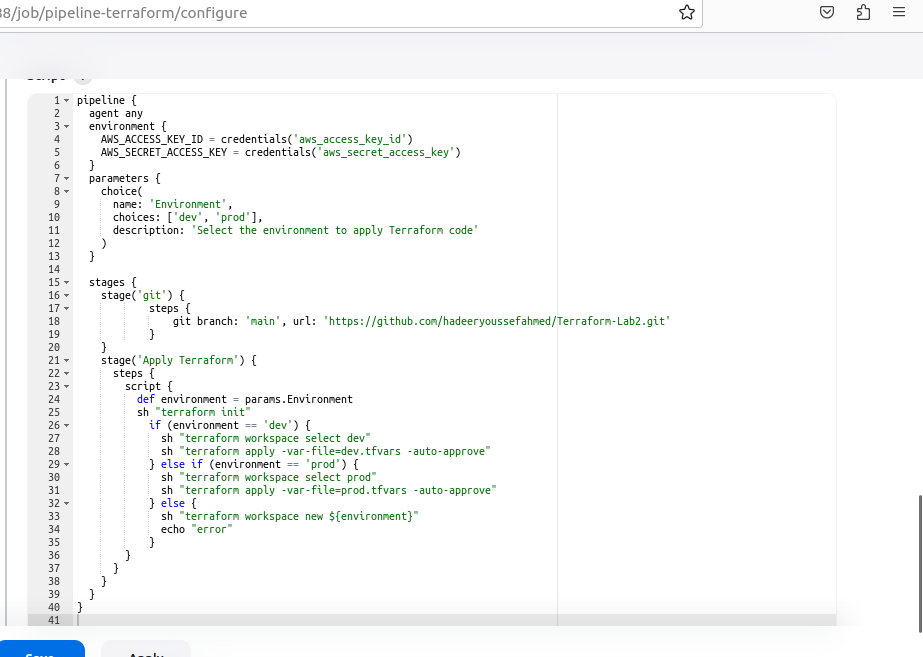 38/job/pipeline-terraform/configure
Script ?
1 pipeline {
2 agent any
3 environment {
4 AWS_ACCESS_KEY_ID = credentials('aws_access_key_id')
5 AWS_SECRET_ACCESS_KEY = credentials('aws_secret_access_key')
6 }
7 parameters {
8 choice(
9 name: 'Environment',
10 choices: ['dev', 'prod'],
11 description: 'Select the environment to apply Terraform code'
12 )
13 }
14
15 stages {
16 stage('git') {
17 steps {
18 git branch: 'main', url: 'https://github.com/hadeeryoussefahmed/Terraform-Lab2.git'
19 }
20 }
21 stage('Apply Terraform') {
22 steps {
23 script {
24 def environment = params.Environment
25 sh "terraform init"
26 if (environment == 'dev') {
27 sh "terraform workspace select dev"
28 sh "terraform apply -var-file=dev.tfvars -auto-approve"
29 } else if (environment == 'prod') {
30 sh "terraform workspace select prod"
31 sh "terraform apply -var-file=prod.tfvars -auto-approve"
32 } else {
33 sh "terraform workspace new ${environment}"
34 echo "error"
35 }
36 }
37 }
38 }
39 }
40 }
41
Save Apply